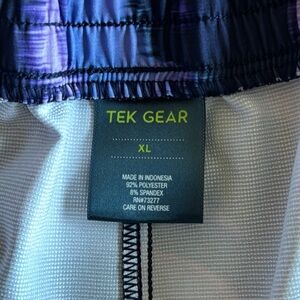 TEK GEAR
XL
MADE IN INDONESIA
92% POLYESTER
8% SPANDEX
RN#73277
CARE ON REVERSE